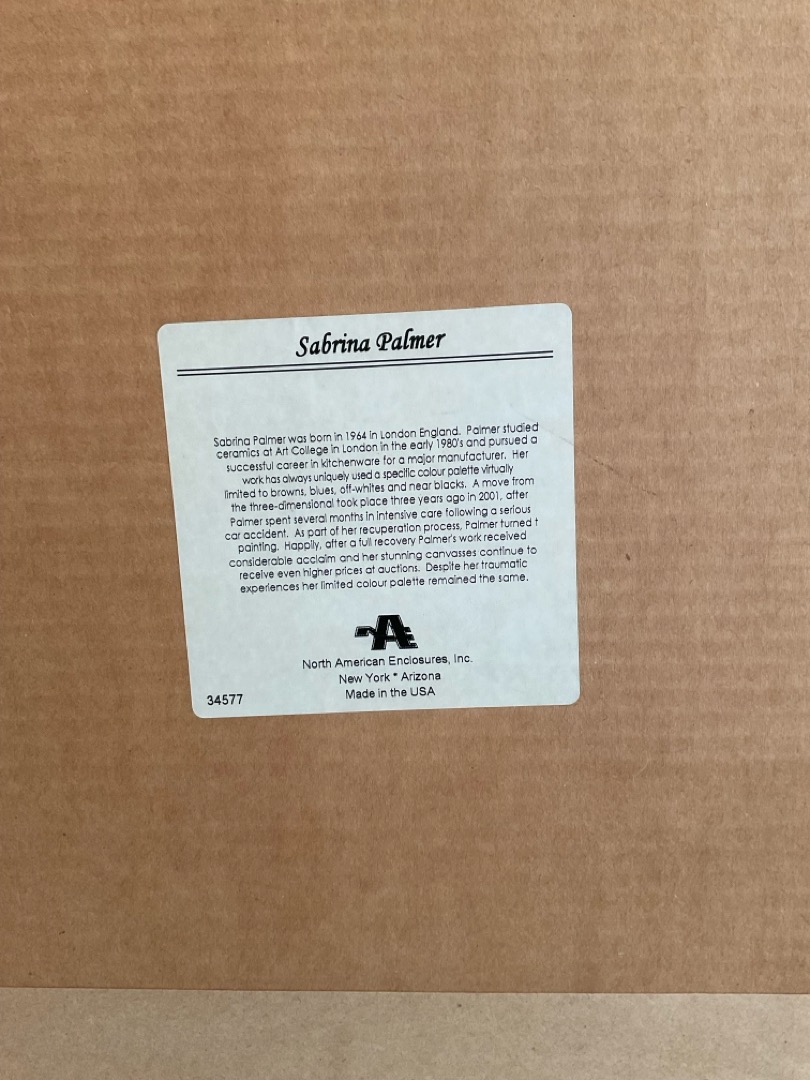 Sabrina Palmer
Sabrina Palmer was born in 1964 in London England. Palmer studied
ceramics at Art College in London in the early 1980's and pursued a
successful career in kitchenware for a major manufacturer. Her
work has always uniquely used a specific colour palette virtually
limited to browns, blues, off-whites and near blacks. A move from
the three-dimensional took place three years ago in 2001, after
Palmer spent several months in intensive care following a serious
car accident. As part of her recuperation process, Palmer turned t
painting. Happily, after a full recovery Palmer's work received
considerable acclaim and her stunning canvasses continue to
receive even higher prices at auctions. Despite her traumatic
experiences her limited colour palette remained the same.
NAE
North American Enclosures, Inc.
New York * Arizona
Made in the USA
34577